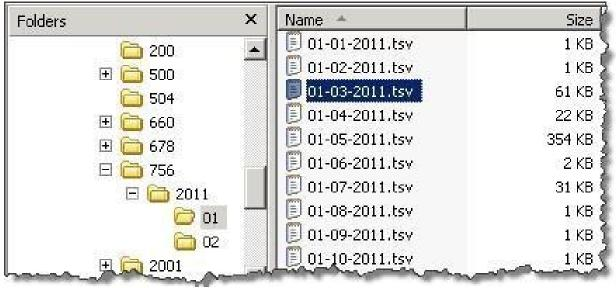 Folders X
200
500
504
660
678
756
2011
01
02
2001
Name Size
01-01-2011.tsv 1 KB
01-02-2011.tsv 1 KB
01-03-2011.tsv 61 KB
01-04-2011.tsv 22 KB
01-05-2011.tsv 354 KB
01-06-2011.tsv 2 KB
01-07-2011.tsv 31 KB
01-08-2011.tsv 1 KB
01-09-2011.tsv 1 KB
01-10-2011.tsv 1 KB